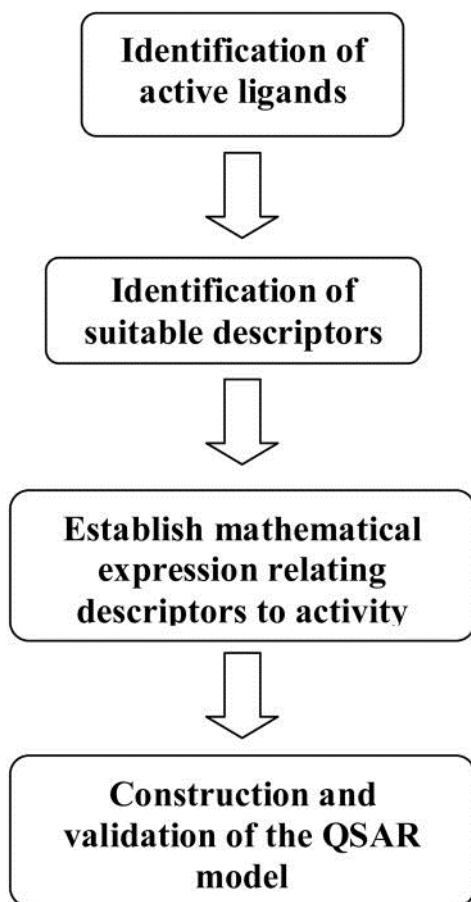 Identification of
active ligands
Identification of
suitable descriptors
Establish mathematical
expression relating
descriptors to activity
Construction and
validation of the QSAR
model